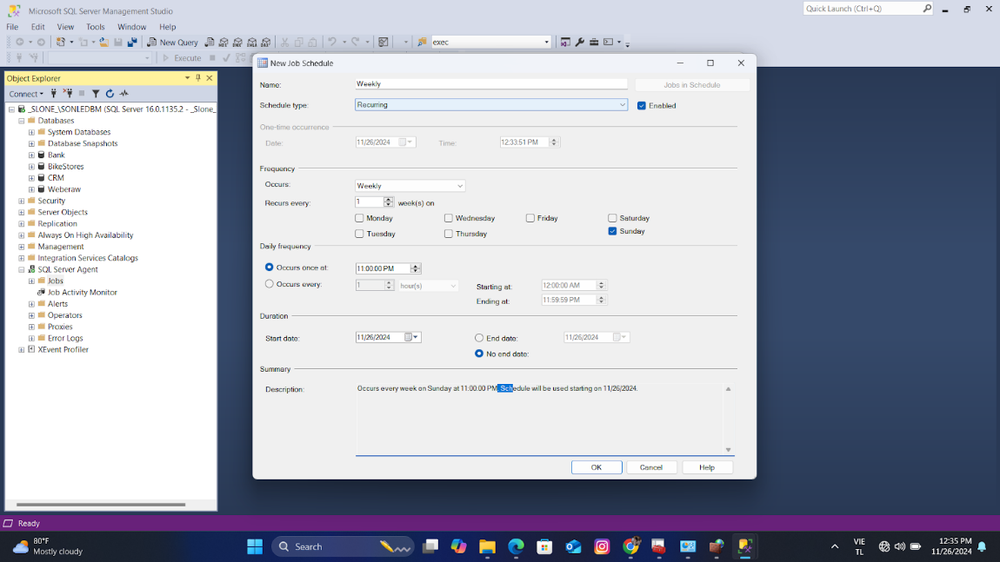 Microsoft SQL Server Management Studio
Quick Launch (Ctrl+Q)
File Edit View Tools Window Help
New Query
MDX DMX XMLA DAX
exec
Execute
Object Explorer
Connect
_SLONE_\SONLEDBM (SQL Server 16.0.1135.2 - _Slone_
Databases
System Databases
Database Snapshots
Bank
BikeStores
CRM
Weberaw
Security
Server Objects
Replication
Always On High Availability
Management
Integration Services Catalogs
SQL Server Agent
Jobs
Job Activity Monitor
Alerts
Operators
Proxies
Error Logs
XEvent Profiler
New Job Schedule
Name: Weekly Jobs in Schedule
Schedule type: Recurring Enabled
One-time occurrence
Date: 11/26/2024 Time: 12:33:51 PM
Frequency
Occurs: Weekly
Recurs every: 1 week(s) on
Monday Wednesday Friday Saturday
Tuesday Thursday Sunday
Daily frequency
Occurs once at: 11:00:00 PM
Occurs every: 1 hour(s) Starting at: 12:00:00 AM
Ending at: 11:59:59 PM
Duration
Start date: 11/26/2024 End date: 11/26/2024
No end date:
Summary
Description: Occurs every week on Sunday at 11:00:00 PM. Schedule will be used starting on 11/26/2024.
OK Cancel Help
Ready
80°F
Mostly cloudy
Search
VIE
TL
12:35 PM
11/26/2024